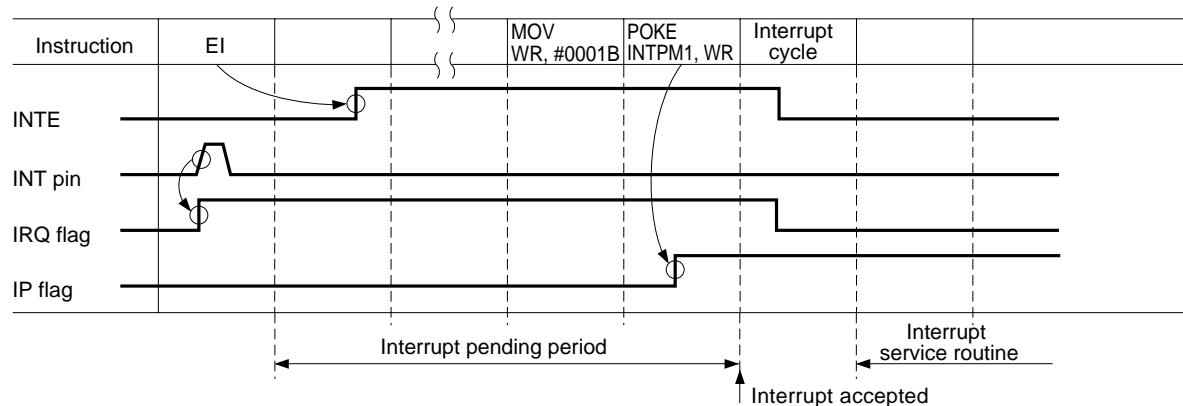 Instruction
EI
MOV
WR, #0001B
POKE
INTPM1, WR
Interrupt
cycle
INTE
INT pin
IRQ flag
IP flag
Interrupt pending period
Interrupt
service routine
Interrupt accepted